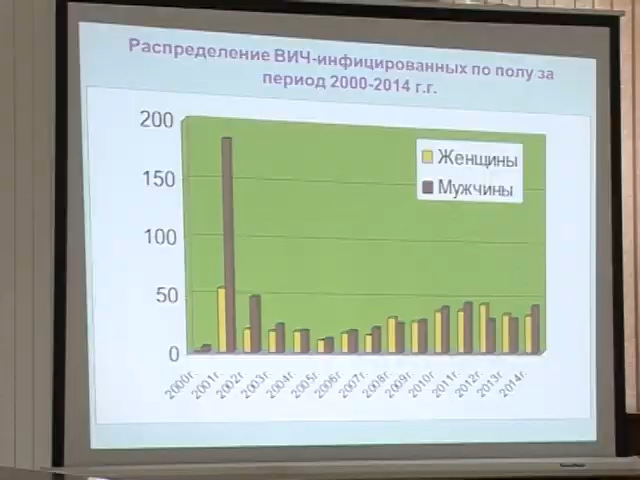 Распределение ВИЧ-инфицированных по полу за
период 2000-2014 г.г.
200
150
100
50
0
Женщины
Мужчины
2000г.
2001г.
2002г.
2003г.
2004г.
2005г.
2006г.
2007г.
2008г.
2009г.
2010г.
2011г.
2012г.
2013г.
2014г.